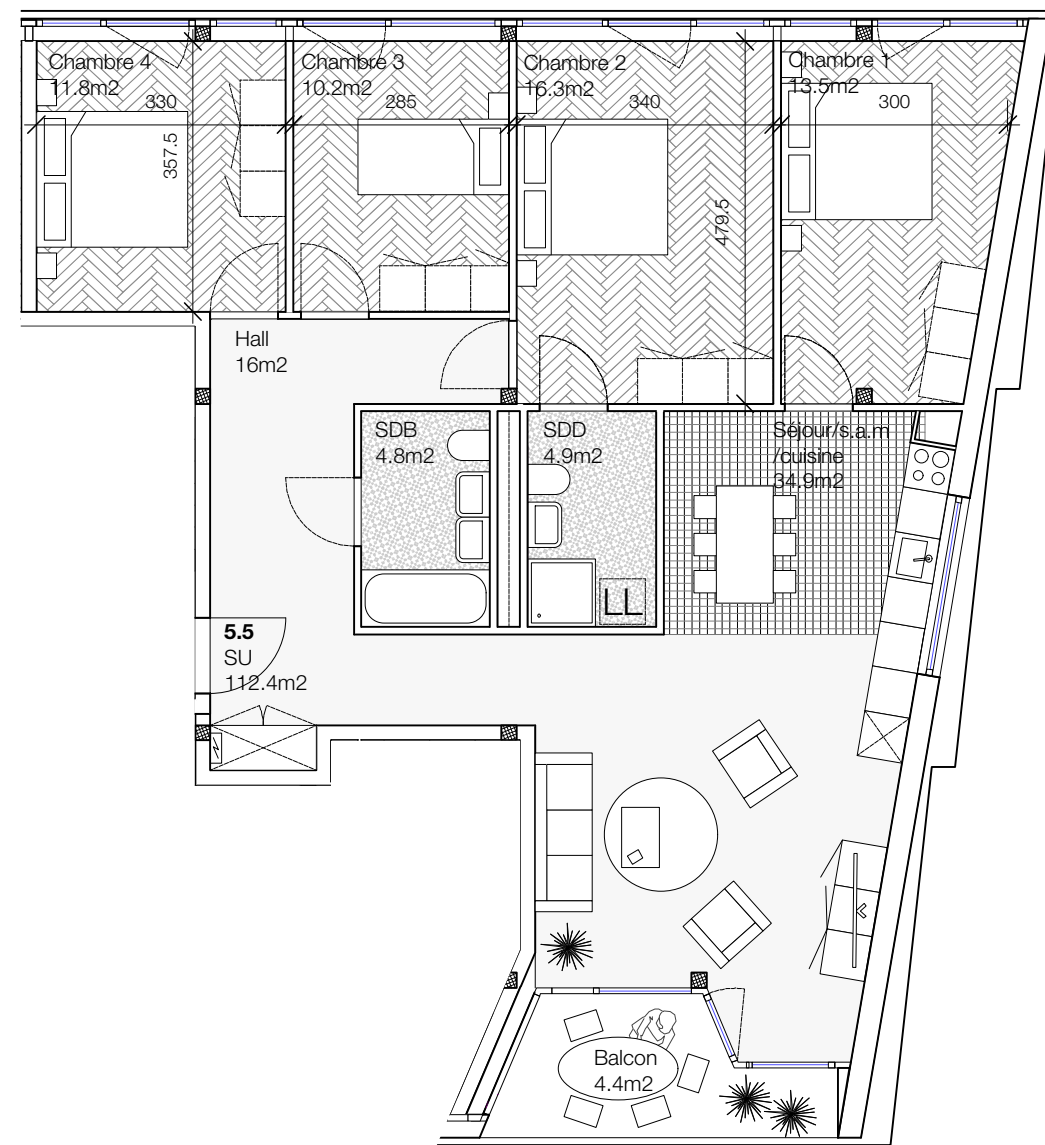 Chambre 4
11.8m2
330
357.5
Chambre 3
10.2m2
285
Chambre 2
16.3m2
340
479.5
Chambre 1
13.5m2
300
Hall
16m2
SDB
4.8m2
SDD
4.9m2
LL
Séjour/s.a.m
/cuisine
34.9m2
5.5
SU
112.4m2
Balcon
4.4m2